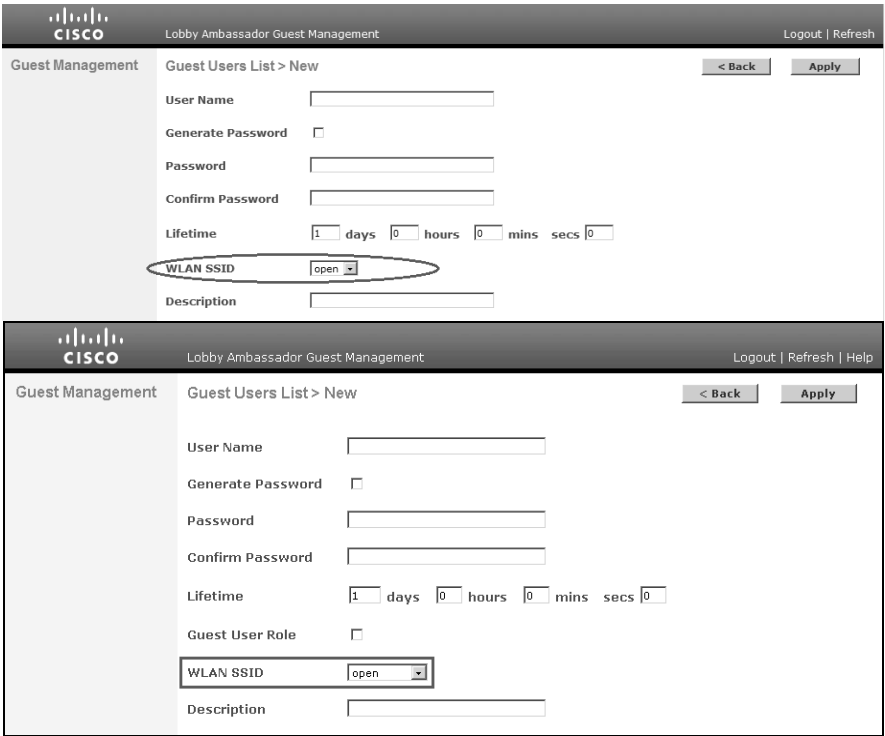 CISCO
Lobby Ambassador Guest Management
Logout | Refresh
Guest Management
Guest Users List > New
< Back
Apply
User Name
Generate Password
Password
Confirm Password
Lifetime 1 days 0 hours 0 mins secs 0
WLAN SSID open
Description
CISCO
Lobby Ambassador Guest Management
Logout | Refresh | Help
Guest Management
Guest Users List > New
< Back
Apply
User Name
Generate Password
Password
Confirm Password
Lifetime 1 days 0 hours 0 mins secs 0
Guest User Role
WLAN SSID open
Description